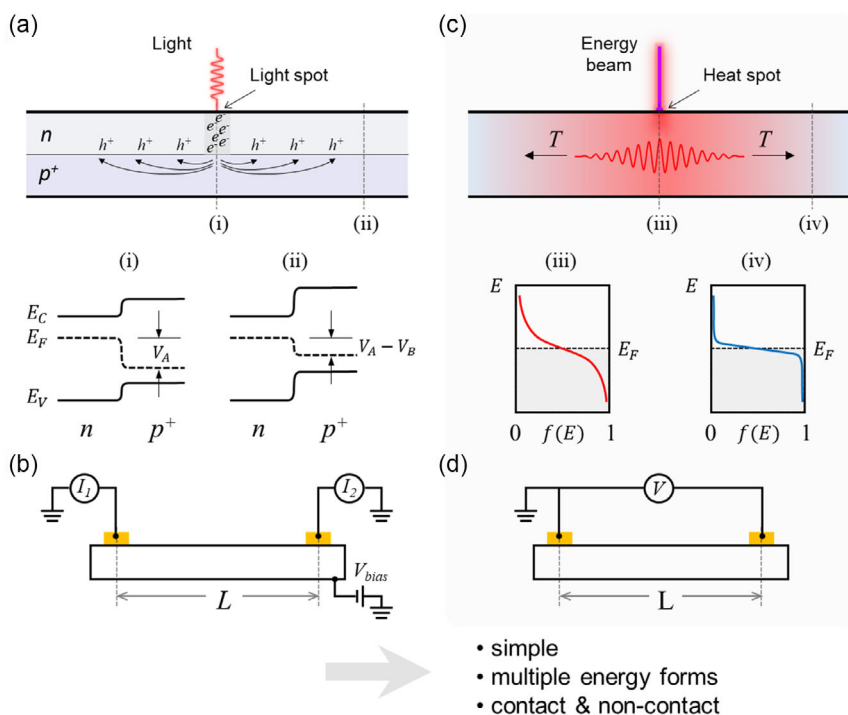 (a)
Light
Light spot
n
p⁺
e⁻ e⁻
e⁻
e⁻
e⁻
e⁻
e⁻
h⁺ h⁺ h⁺ h⁺ h⁺ h⁺
(i)
(ii)
(i)
(ii)
E_C
E_F
V_A
V_A − V_B
E_V
n p⁺
n p⁺
(b)
I₁
I₂
V_bias
L
(c)
Energy
beam
Heat spot
T
T
(iii)
(iv)
(iii)
(iv)
E
E
E_F
E_F
0 f(E) 1
0 f(E) 1
(d)
V
L
• simple
• multiple energy forms
• contact & non-contact